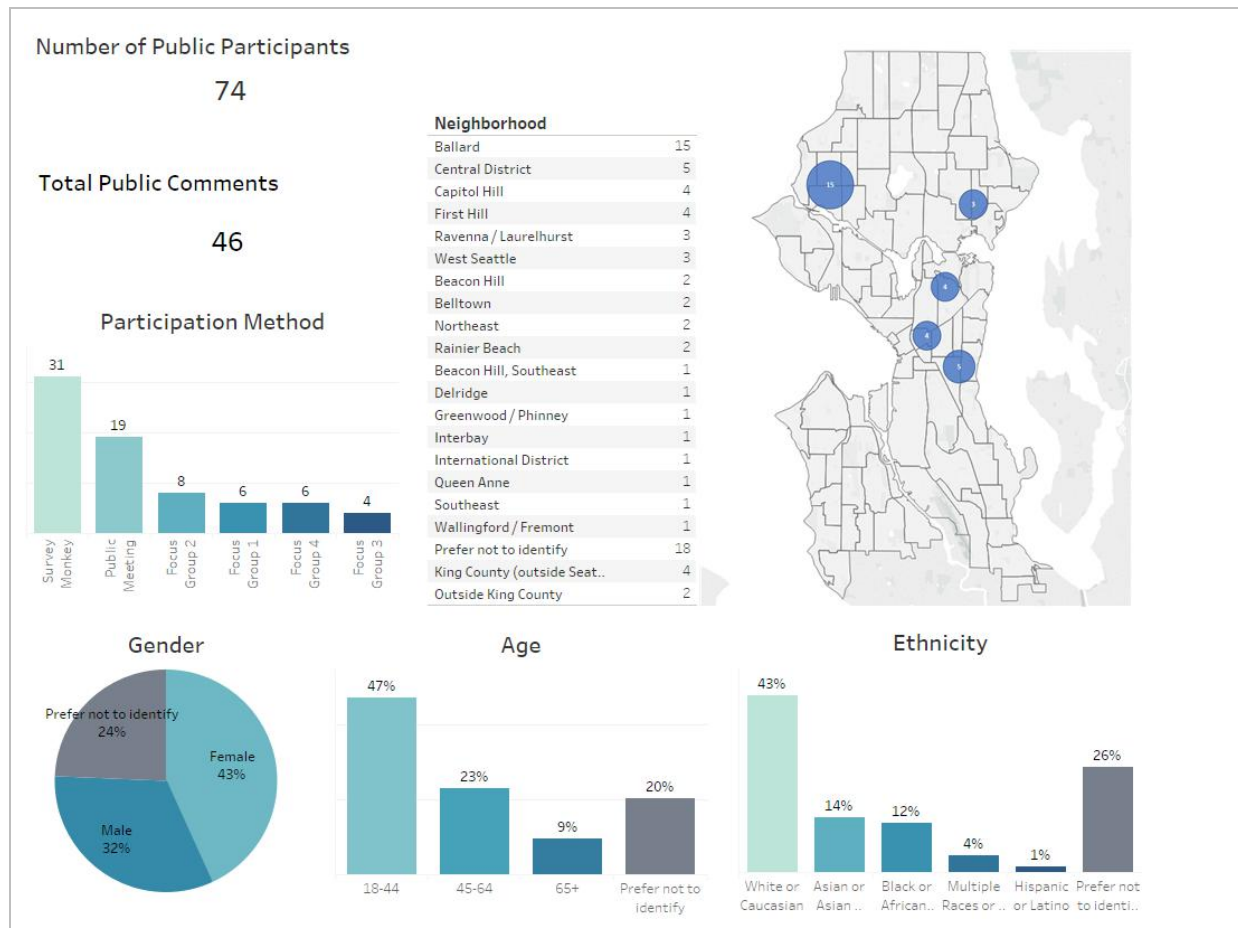 Number of Public Participants
74
Total Public Comments
46
Participation Method
31
19
8
6
6
4
Survey
Monkey
Public
Meeting
Focus
Group 2
Focus
Group 1
Focus
Group 4
Focus
Group 3
Neighborhood
Ballard 15
Central District 5
Capitol Hill 4
First Hill 4
Ravenna / Laurelhurst 3
West Seattle 3
Beacon Hill 2
Belltown 2
Northeast 2
Rainier Beach 2
Beacon Hill, Southeast 1
Delridge 1
Greenwood / Phinney 1
Interbay 1
International District 1
Queen Anne 1
Southeast 1
Wallingford / Fremont 1
Prefer not to identify 18
King County (outside Seat.. 4
Outside King County 2
15
3
4
4
5
Gender
Prefer not to identify
24%
Female
43%
Male
32%
Age
47%
23%
9%
20%
18-44
45-64
65+
Prefer not to
identify
Ethnicity
43%
14%
12%
4%
1%
26%
White or
Caucasian
Asian or
Asian ..
Black or
African..
Multiple
Races or ..
Hispanic
or Latino
Prefer not
to identi..